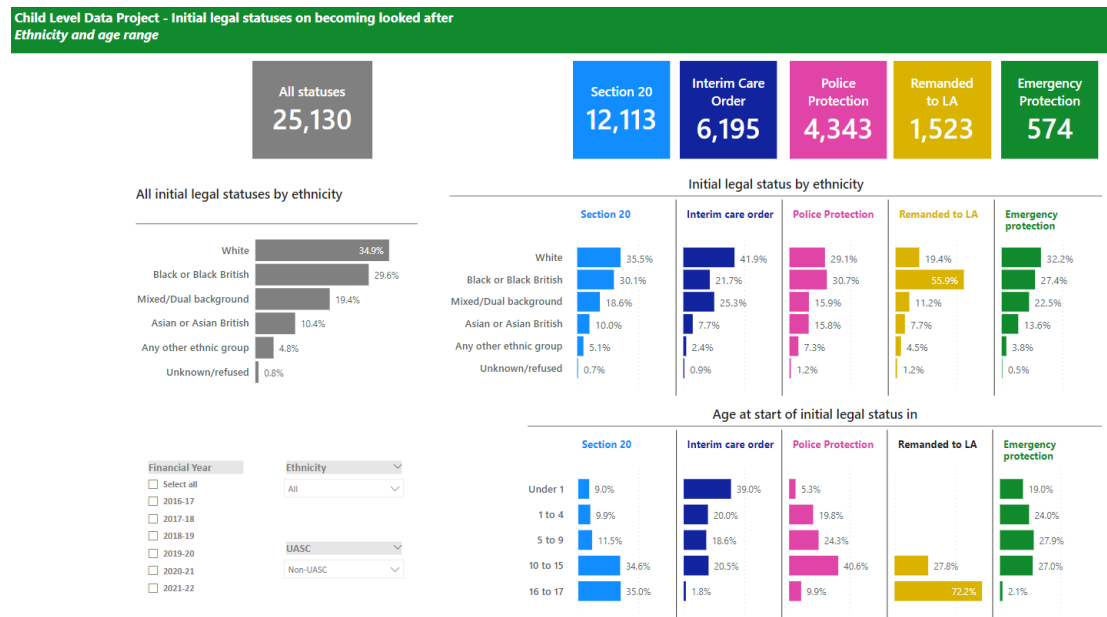 Child Level Data Project - Initial legal statuses on becoming looked after
Ethnicity and age range
All statuses
25,130
Section 20
12,113
Interim Care
Order
6,195
Police
Protection
4,343
Remanded
to LA
1,523
Emergency
Protection
574
All initial legal statuses by ethnicity
White 34.9%
Black or Black British 29.6%
Mixed/Dual background 19.4%
Asian or Asian British 10.4%
Any other ethnic group 4.8%
Unknown/refused 0.8%
Initial legal status by ethnicity
Section 20 Interim care order Police Protection Remanded to LA Emergency
protection
White 35.5% 41.9% 29.1% 19.4% 32.2%
Black or Black British 30.1% 21.7% 30.7% 55.9% 27.4%
Mixed/Dual background 18.6% 25.3% 15.9% 11.2% 22.5%
Asian or Asian British 10.0% 7.7% 15.8% 7.7% 13.6%
Any other ethnic group 5.1% 2.4% 7.3% 4.5% 3.8%
Unknown/refused 0.7% 0.9% 1.2% 1.2% 0.5%
Age at start of initial legal status in
Section 20 Interim care order Police Protection Remanded to LA Emergency
protection
Under 1 9.0% 39.0% 5.3% 19.0%
1 to 4 9.9% 20.0% 19.8% 24.0%
5 to 9 11.5% 18.6% 24.3% 27.9%
10 to 15 34.6% 20.5% 40.6% 27.8% 27.0%
16 to 17 35.0% 1.8% 9.9% 72.2% 2.1%
Financial Year
Select all
2016-17
2017-18
2018-19
2019-20
2020-21
2021-22
Ethnicity
All
UASC
Non-UASC